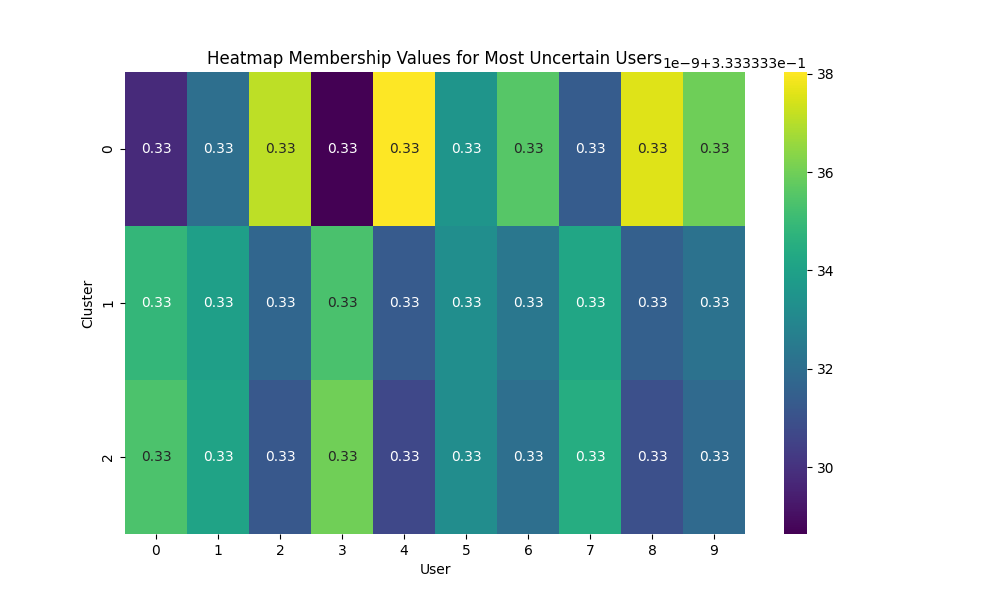 Heatmap Membership Values for Most Uncertain Users
1e−9+3.333333e−1
0 0.33 0.33 0.33 0.33 0.33 0.33 0.33 0.33 0.33 0.33
1 0.33 0.33 0.33 0.33 0.33 0.33 0.33 0.33 0.33 0.33
2 0.33 0.33 0.33 0.33 0.33 0.33 0.33 0.33 0.33 0.33
Cluster
0 1 2 3 4 5 6 7 8 9
User
38
36
34
32
30